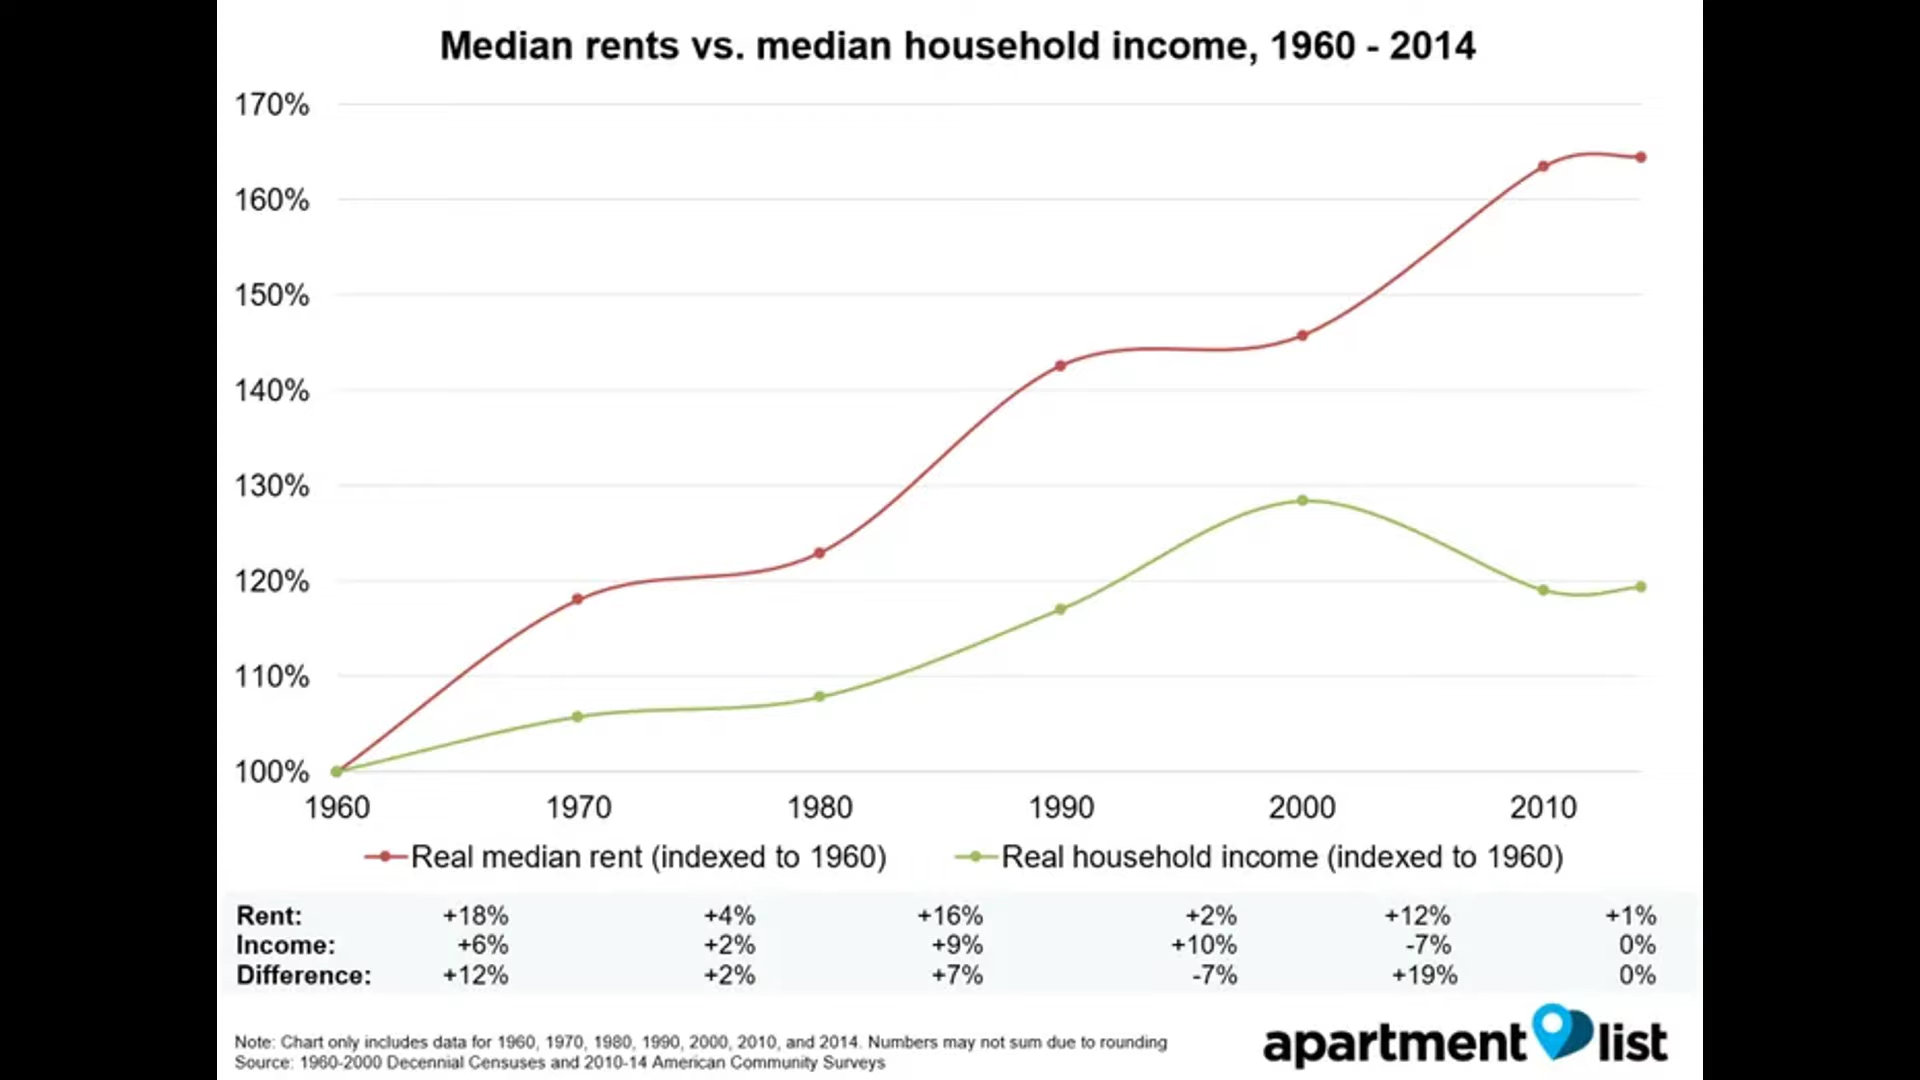 Median rents vs. median household income, 1960 - 2014
170%
160%
150%
140%
130%
120%
110%
100%
1960 1970 1980 1990 2000 2010
Real median rent (indexed to 1960) Real household income (indexed to 1960)
Rent: +18% +4% +16% +2% +12% +1%
Income: +6% +2% +9% +10% -7% 0%
Difference: +12% +2% +7% -7% +19% 0%
Note: Chart only includes data for 1960, 1970, 1980, 1990, 2000, 2010, and 2014. Numbers may not sum due to rounding
Source: 1960-2000 Decennial Censuses and 2010-14 American Community Surveys
apartment list